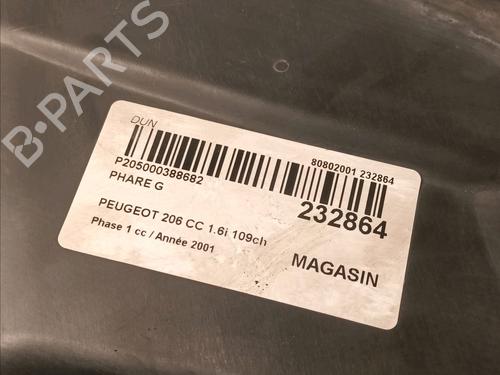 B-PARTS
DUN
P205000388682
80802001 232864
PHARE G
232864
PEUGEOT 206 CC 1.6i 109ch
Phase 1 cc / Année 2001
MAGASIN